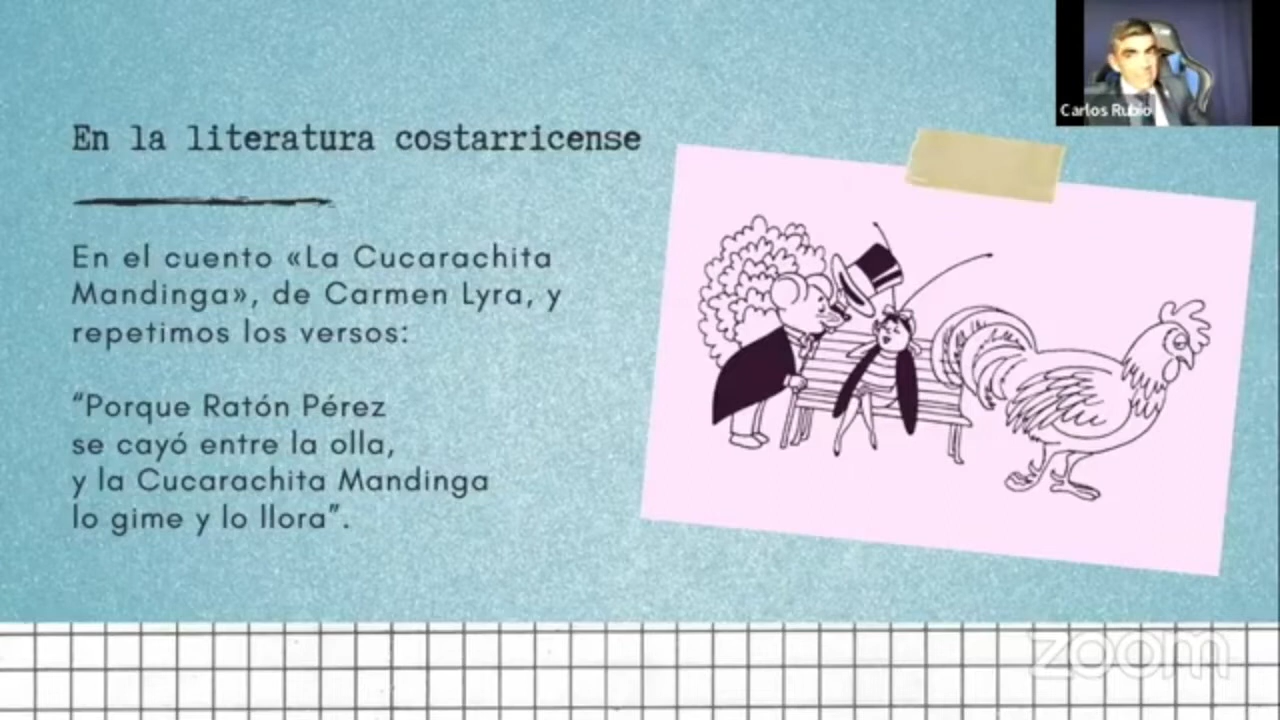 Carlos Rubio
En la literatura costarricense
En el cuento «La Cucarachita
Mandinga», de Carmen Lyra, y
repetimos los versos:
“Porque Ratón Pérez
se cayó entre la olla,
y la Cucarachita Mandinga
lo gime y lo llora”.
zoom